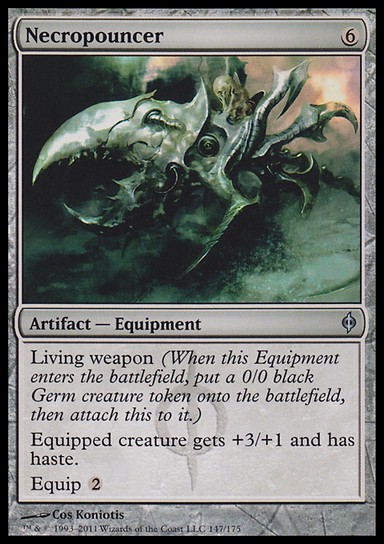 Necropouncer 6
Artifact — Equipment
Living weapon (When this Equipment
enters the battlefield, put a 0/0 black
Germ creature token onto the battlefield,
then attach this to it.)
Equipped creature gets +3/+1 and has
haste.
Equip 2
Cos Koniotis
™ & © 1993–2011 Wizards of the Coast LLC 147/175